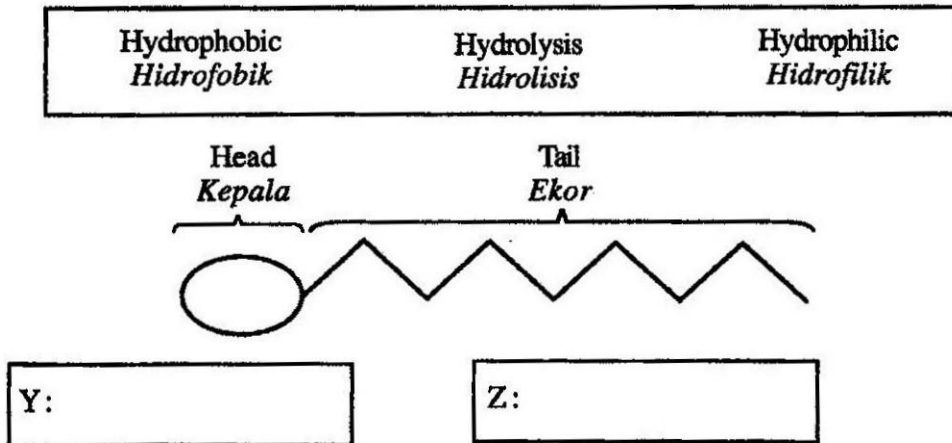 Hydrophobic Hydrolysis Hydrophilic
Hidrofobik Hidrolisis Hidrofilik
Head Tail
Kepala Ekor
Y: Z: